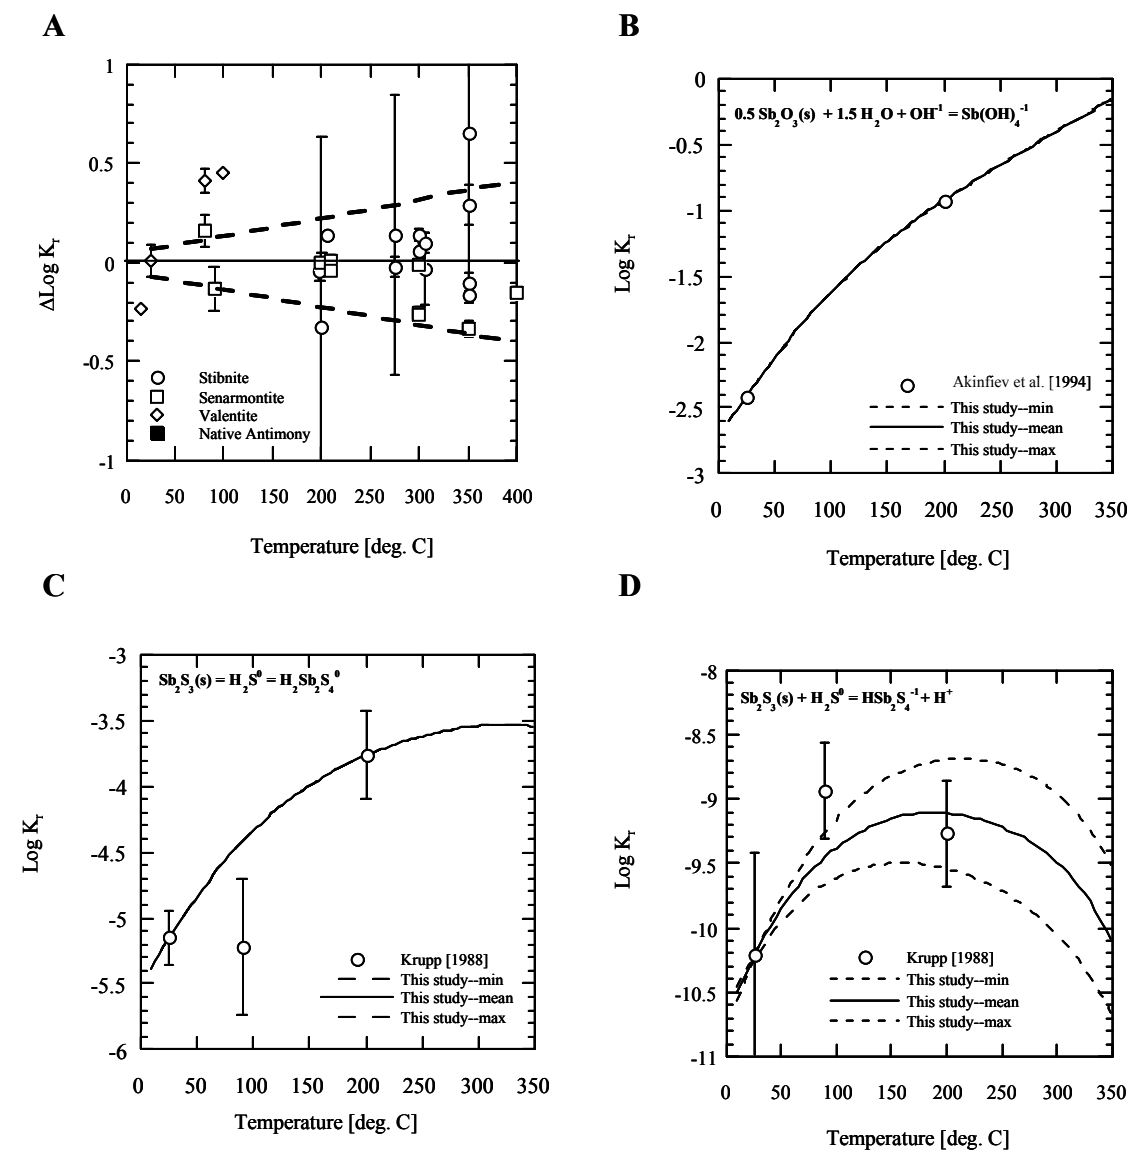 A
1
0.5
0
-0.5
-1
ΔLog Kr
Stibnite
Senarmontite
Valentite
Native Antimony
0 50 100 150 200 250 300 350 400
Temperature [deg. C]
B
0
-0.5
-1
-1.5
-2
-2.5
-3
Log Kr
0.5 Sb2O3(s) + 1.5 H2O + OH-1 = Sb(OH)4-1
Akinfiev et al. [1994]
This study--min
This study--mean
This study--max
0 50 100 150 200 250 300 350
Temperature [deg. C]
C
-3
-3.5
-4
-4.5
-5
-5.5
-6
Log Kr
Sb2S3(s) = H2S0 = H2Sb2S40
Krupp [1988]
This study--min
This study--mean
This study--max
0 50 100 150 200 250 300 350
Temperature [deg. C]
D
-8
-8.5
-9
-9.5
-10
-10.5
-11
Log Kr
Sb2S3(s) + H2S0 = HSb2S4-1 + H+
Krupp [1988]
This study--min
This study--mean
This study--max
0 50 100 150 200 250 300 350
Temperature [deg. C]